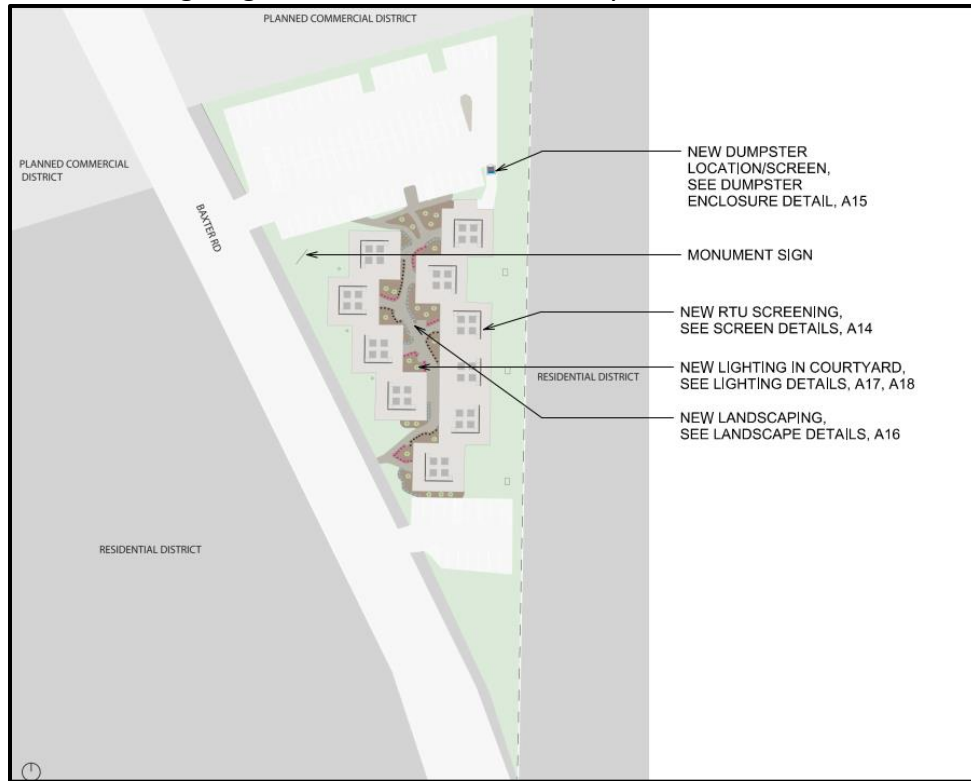 PLANNED COMMERCIAL DISTRICT
PLANNED COMMERCIAL
DISTRICT
BAXTER RD
NEW DUMPSTER
LOCATION/SCREEN,
SEE DUMPSTER
ENCLOSURE DETAIL, A15
MONUMENT SIGN
NEW RTU SCREENING,
SEE SCREEN DETAILS, A14
NEW LIGHTING IN COURTYARD,
SEE LIGHTING DETAILS, A17, A18
RESIDENTIAL DISTRICT
NEW LANDSCAPING,
SEE LANDSCAPE DETAILS, A16
RESIDENTIAL DISTRICT